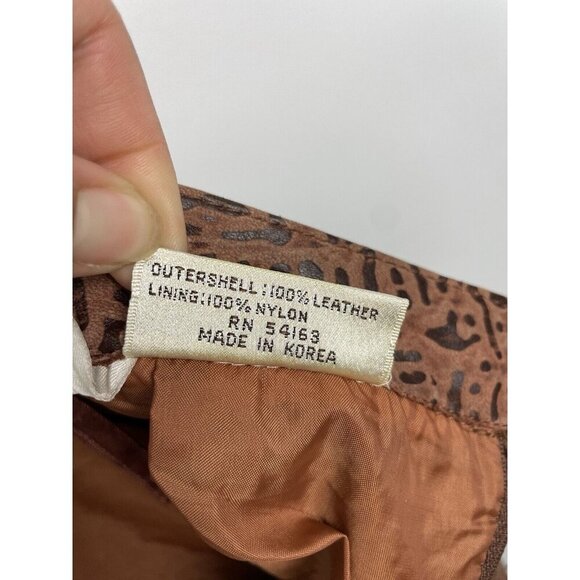 OUTERSHELL:100% LEATHER
LINING:100% NYLON
RN 54163
MADE IN KOREA